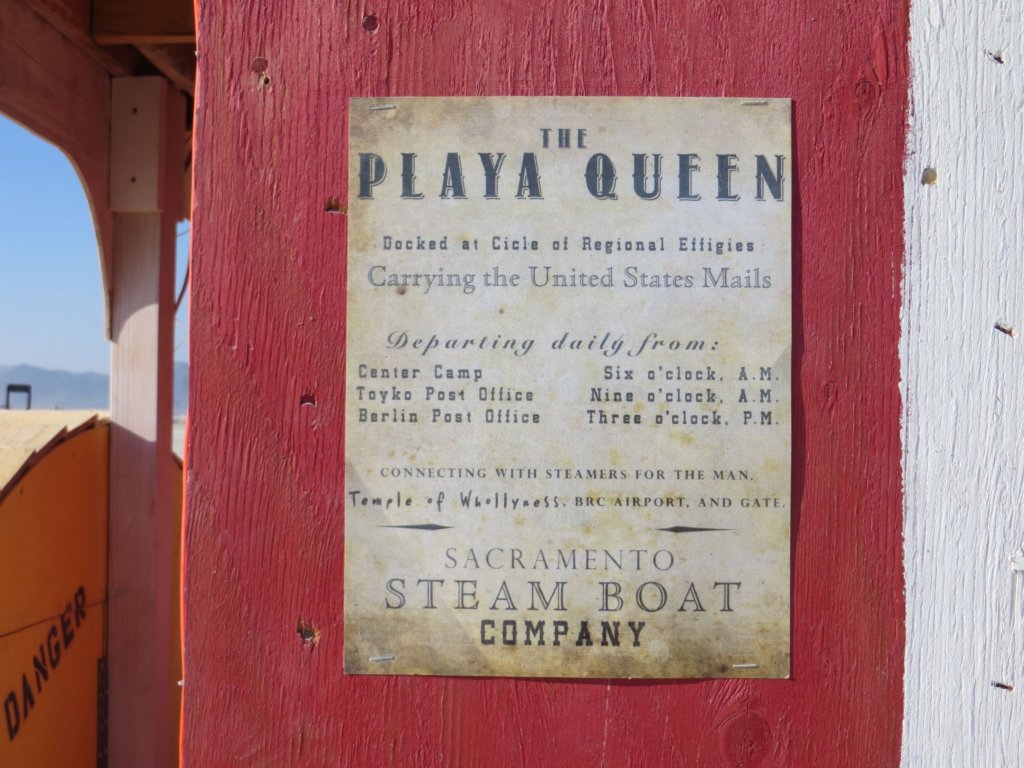 THE
PLAYA QUEEN
Docked at Cicle of Regional Effigies
Carrying the United States Mails
Departing daily from:
Center Camp Six o'clock, A.M.
Toyko Post Office Nine o'clock, A.M.
Berlin Post Office Three o'clock, P.M.
CONNECTING WITH STEAMERS FOR THE MAN,
Temple of Whollyness, BRC AIRPORT, AND GATE.
SACRAMENTO
STEAM BOAT
COMPANY
DANGER